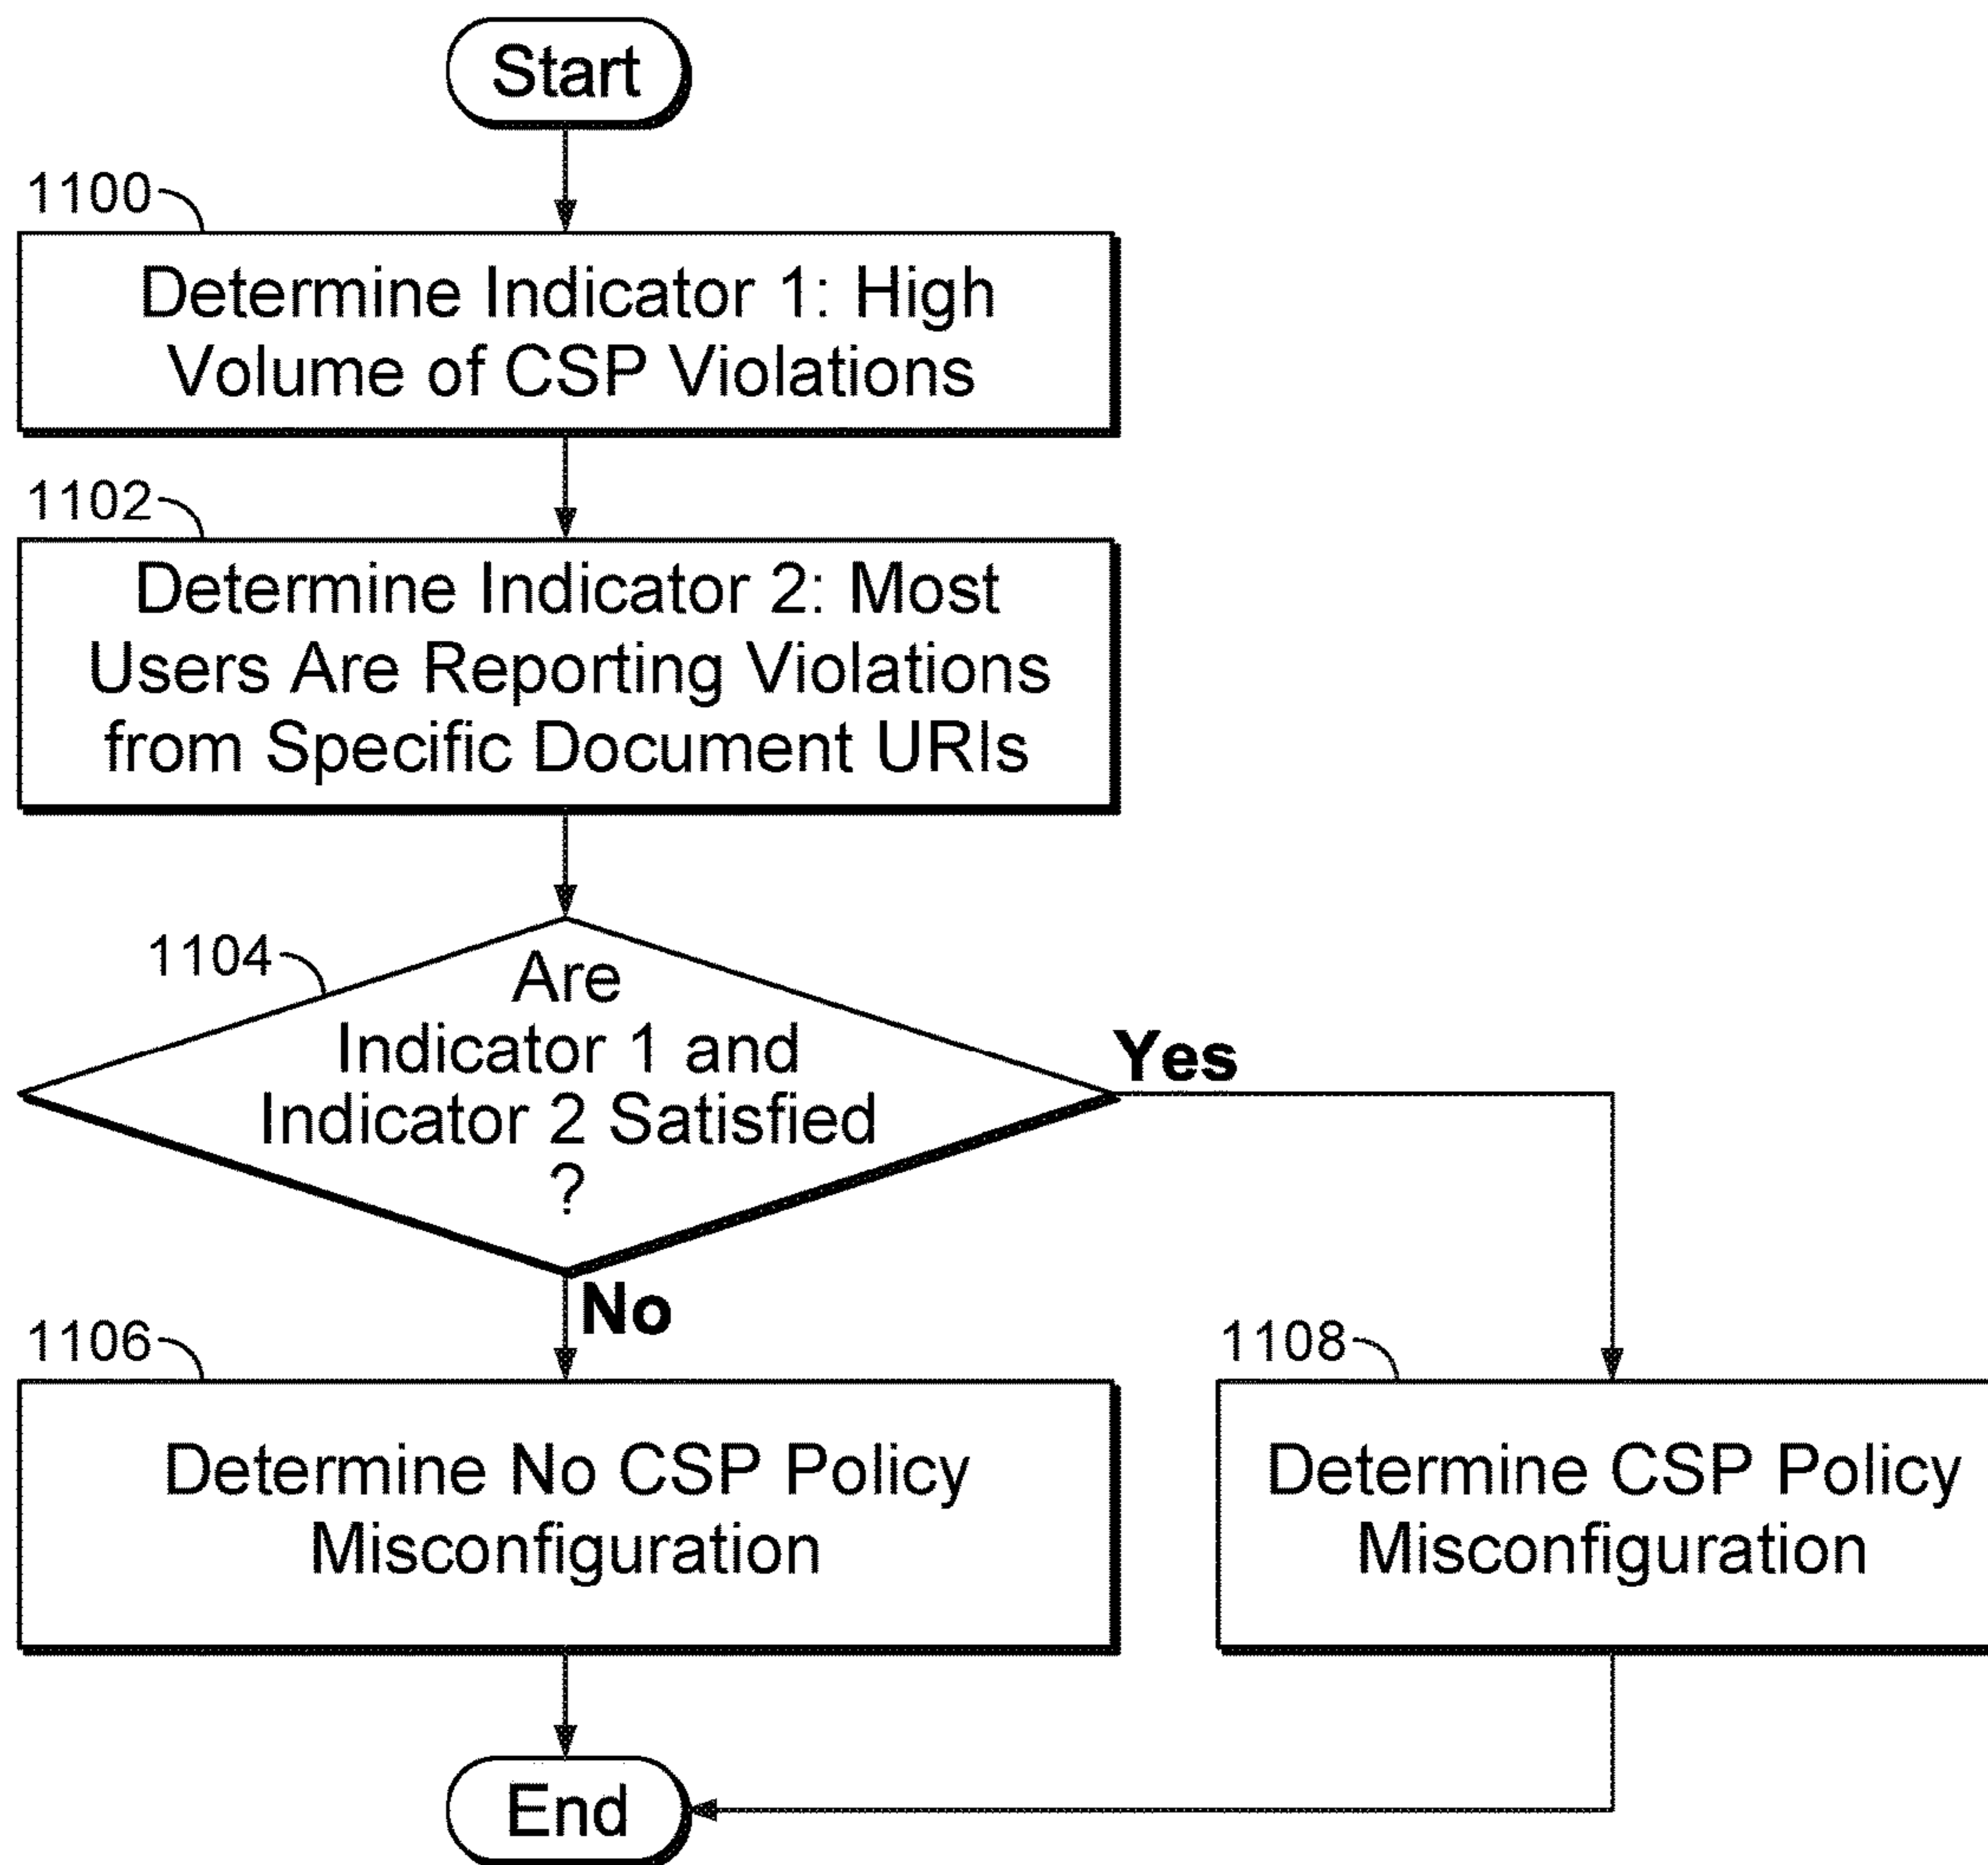 Start
1100
Determine Indicator 1: High
Volume of CSP Violations
1102
Determine Indicator 2: Most
Users Are Reporting Violations
from Specific Document URIs
1104
Are
Indicator 1 and
Indicator 2 Satisfied
?
Yes
No
1106
Determine No CSP Policy
Misconfiguration
1108
Determine CSP Policy
Misconfiguration
End